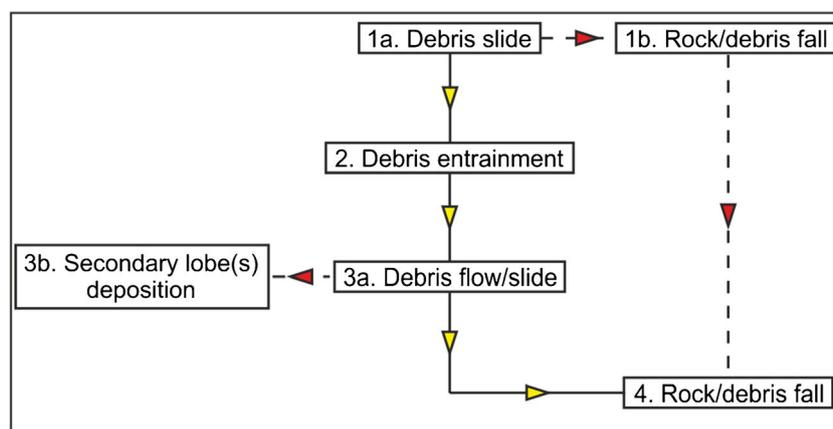 1a. Debris slide
1b. Rock/debris fall
2. Debris entrainment
3b. Secondary lobe(s)
deposition
3a. Debris flow/slide
4. Rock/debris fall